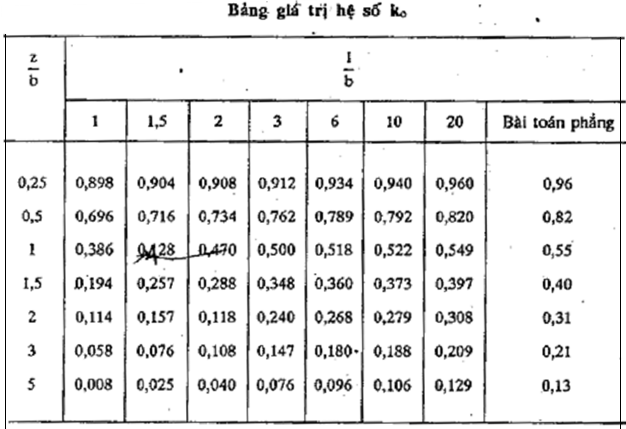 Bảng giá trị hệ số k₀
z/b l/b
1 1,5 2 3 6 10 20 Bài toán phẳng
0,25 0,898 0,904 0,908 0,912 0,934 0,940 0,960 0,96
0,5 0,696 0,716 0,734 0,762 0,789 0,792 0,820 0,82
1 0,386 0,428 0,470 0,500 0,518 0,522 0,549 0,55
1,5 0,194 0,257 0,288 0,348 0,360 0,373 0,397 0,40
2 0,114 0,157 0,118 0,240 0,268 0,279 0,308 0,31
3 0,058 0,076 0,108 0,147 0,180 0,188 0,209 0,21
5 0,008 0,025 0,040 0,076 0,096 0,106 0,129 0,13